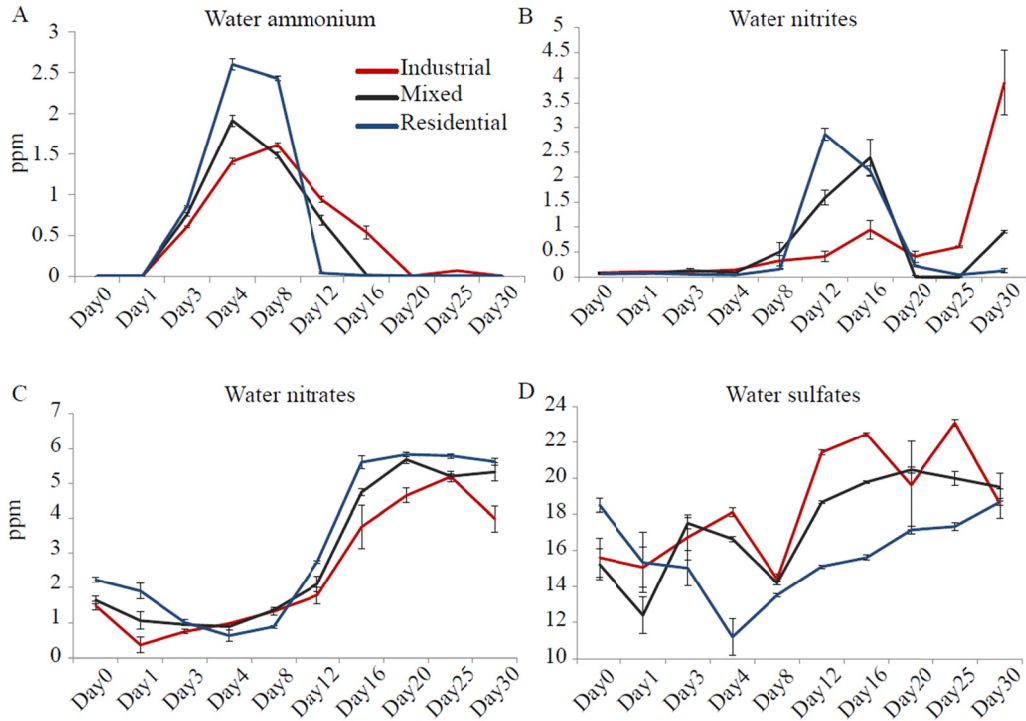 A
Water ammonium
3
2.5
2
1.5
1
0.5
0
ppm
Industrial
Mixed
Residential
Day0 Day1 Day3 Day4 Day8 Day12 Day16 Day20 Day25 Day30
B
Water nitrites
5
4.5
4
3.5
3
2.5
2
1.5
1
0.5
0
Day0 Day1 Day3 Day4 Day8 Day12 Day16 Day20 Day25 Day30
C
Water nitrates
7
6
5
4
3
2
1
0
ppm
Day0 Day1 Day3 Day4 Day8 Day12 Day16 Day20 Day25 Day30
D
Water sulfates
24
22
20
18
16
14
12
10
Day0 Day1 Day3 Day4 Day8 Day12 Day16 Day20 Day25 Day30